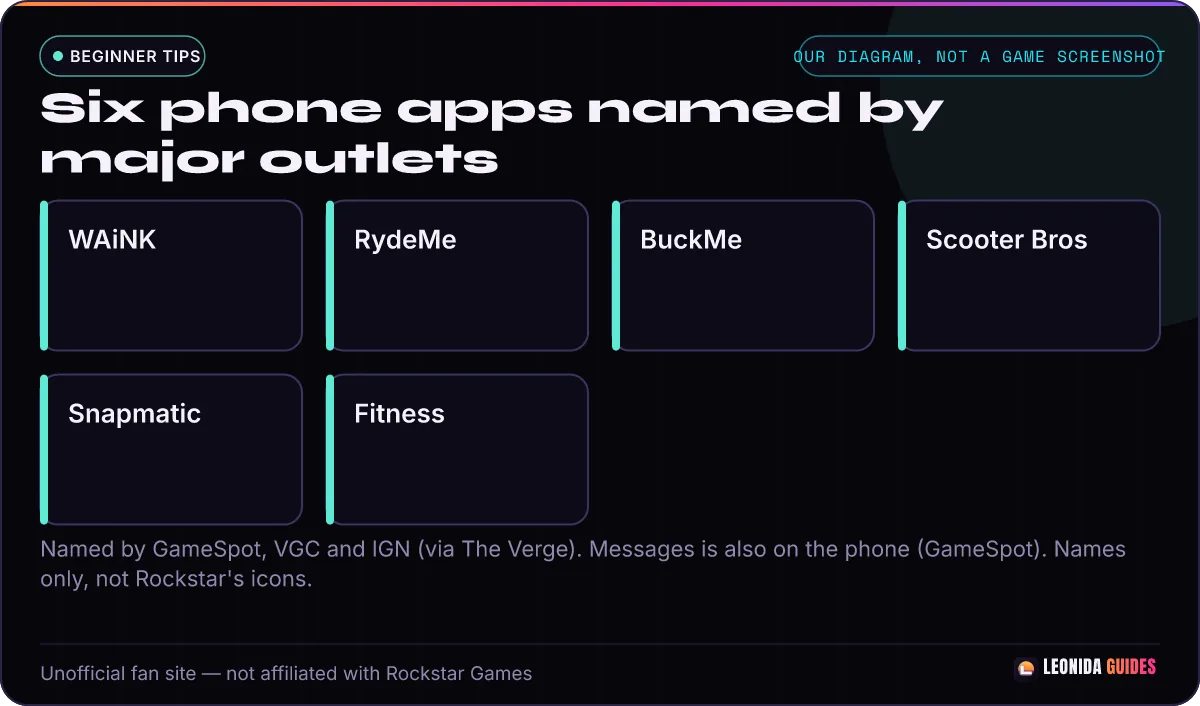 BEGINNER TIPS
OUR DIAGRAM, NOT A GAME SCREENSHOT
Six phone apps named by
major outlets
WAiNK
RydeMe
BuckMe
Scooter Bros
Snapmatic
Fitness
Named by GameSpot, VGC and IGN (via The Verge). Messages is also on the phone (GameSpot). Names
only, not Rockstar's icons.
Unofficial fan site — not affiliated with Rockstar Games
LEONIDA GUIDES